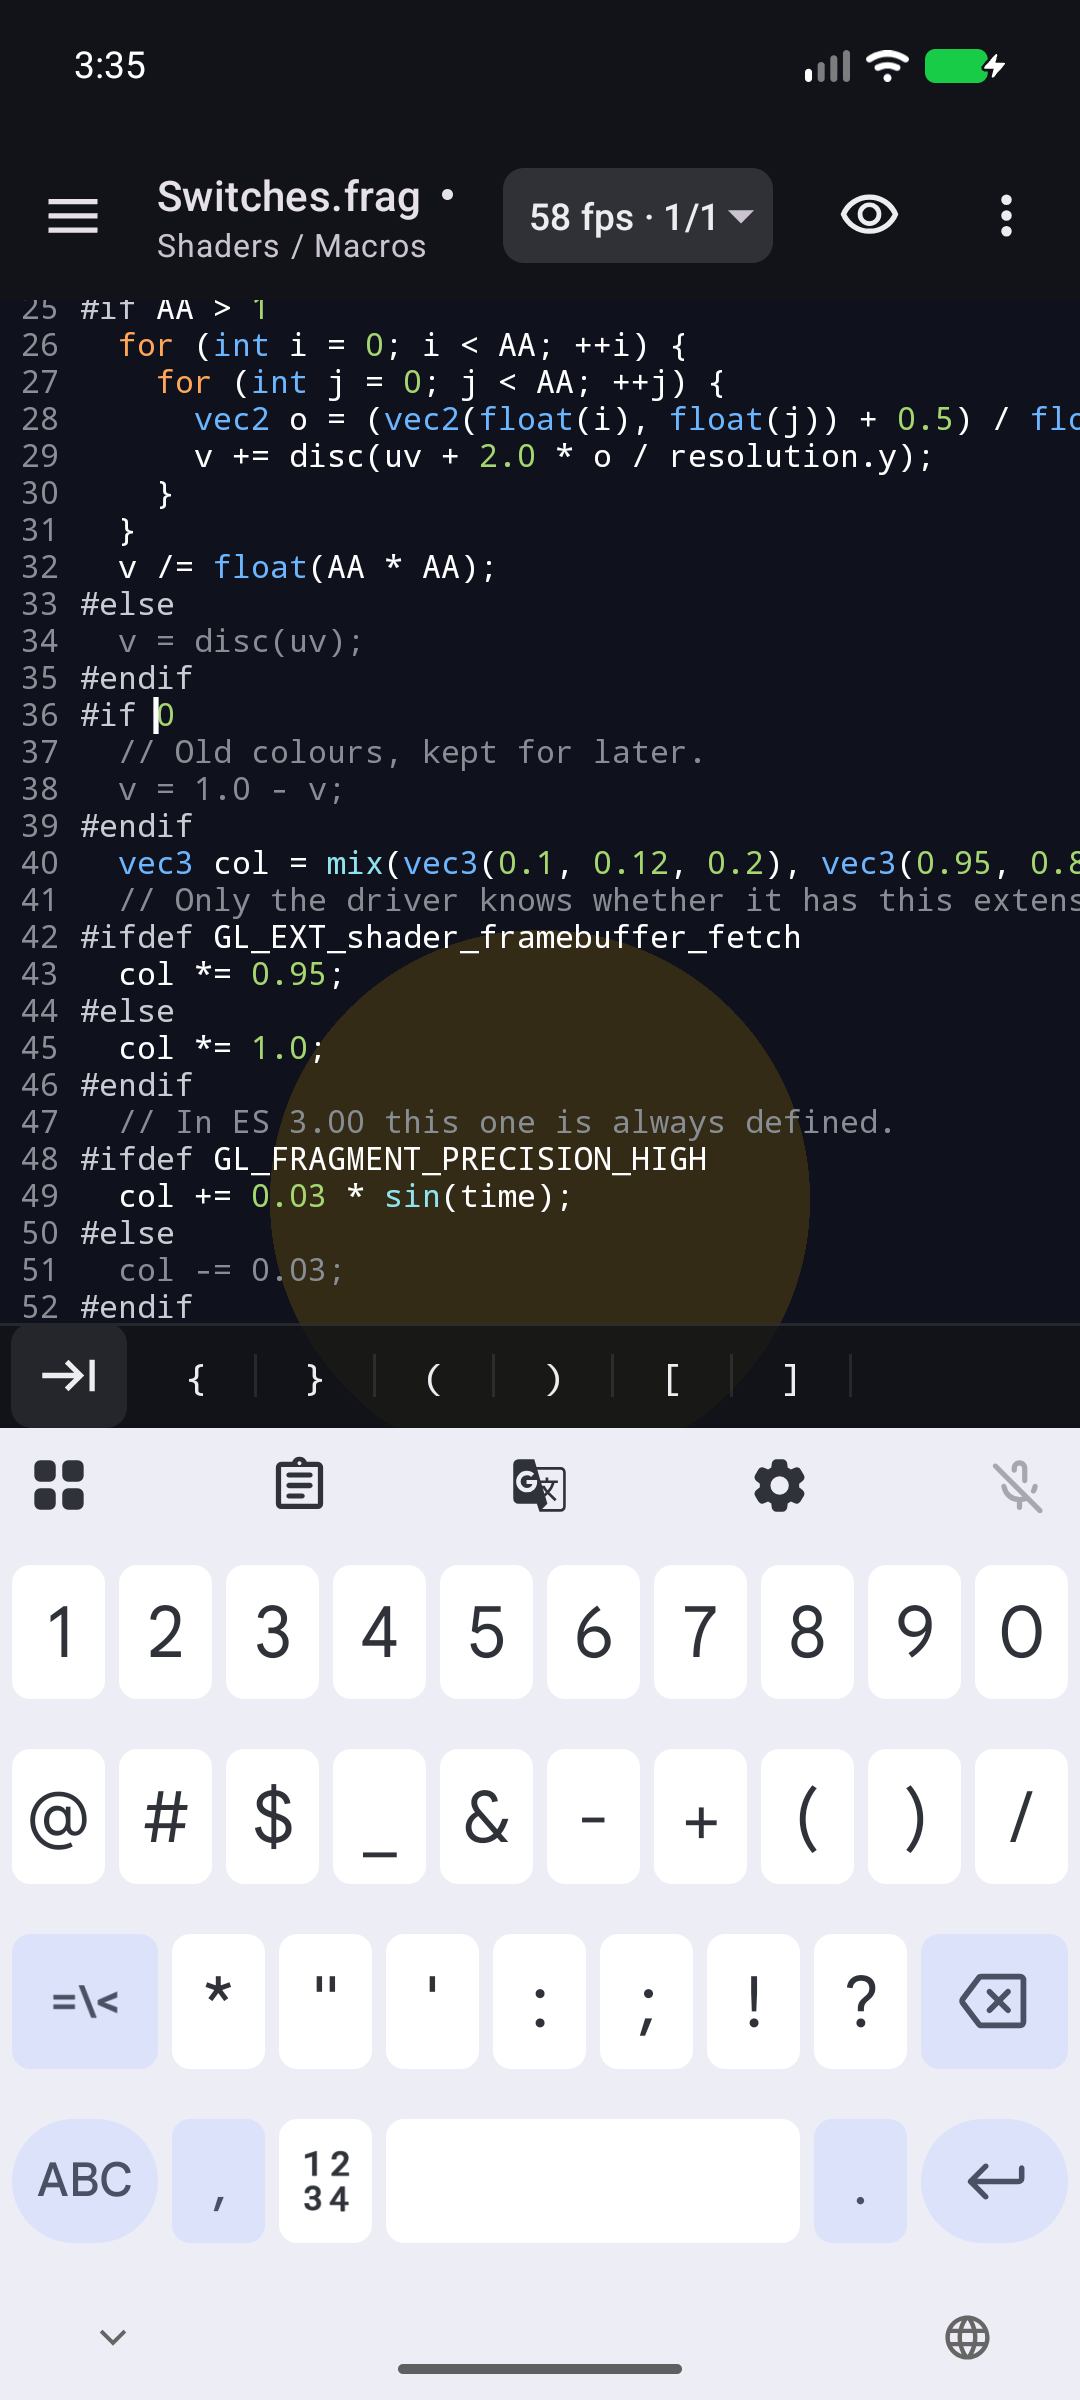 3:35
Switches.frag •
58 fps · 1/1
Shaders / Macros
25 #if AA > 1
26   for (int i = 0; i < AA; ++i) {
27     for (int j = 0; j < AA; ++j) {
28       vec2 o = (vec2(float(i), float(j)) + 0.5) / flo
29       v += disc(uv + 2.0 * o / resolution.y);
30     }
31   }
32   v /= float(AA * AA);
33 #else
34   v = disc(uv);
35 #endif
36 #if 0
37   // Old colours, kept for later.
38   v = 1.0 - v;
39 #endif
40   vec3 col = mix(vec3(0.1, 0.12, 0.2), vec3(0.95, 0.8
41   // Only the driver knows whether it has this extens
42 #ifdef GL_EXT_shader_framebuffer_fetch
43   col *= 0.95;
44 #else
45   col *= 1.0;
46 #endif
47   // In ES 3.00 this one is always defined.
48 #ifdef GL_FRAGMENT_PRECISION_HIGH
49   col += 0.03 * sin(time);
50 #else
51   col -= 0.03;
52 #endif
{ } ( ) [ ]
1 2 3 4 5 6 7 8 9 0
@ # $ _ & - + ( ) /
=\< * " ' : ; ! ?
ABC , 12 34 .